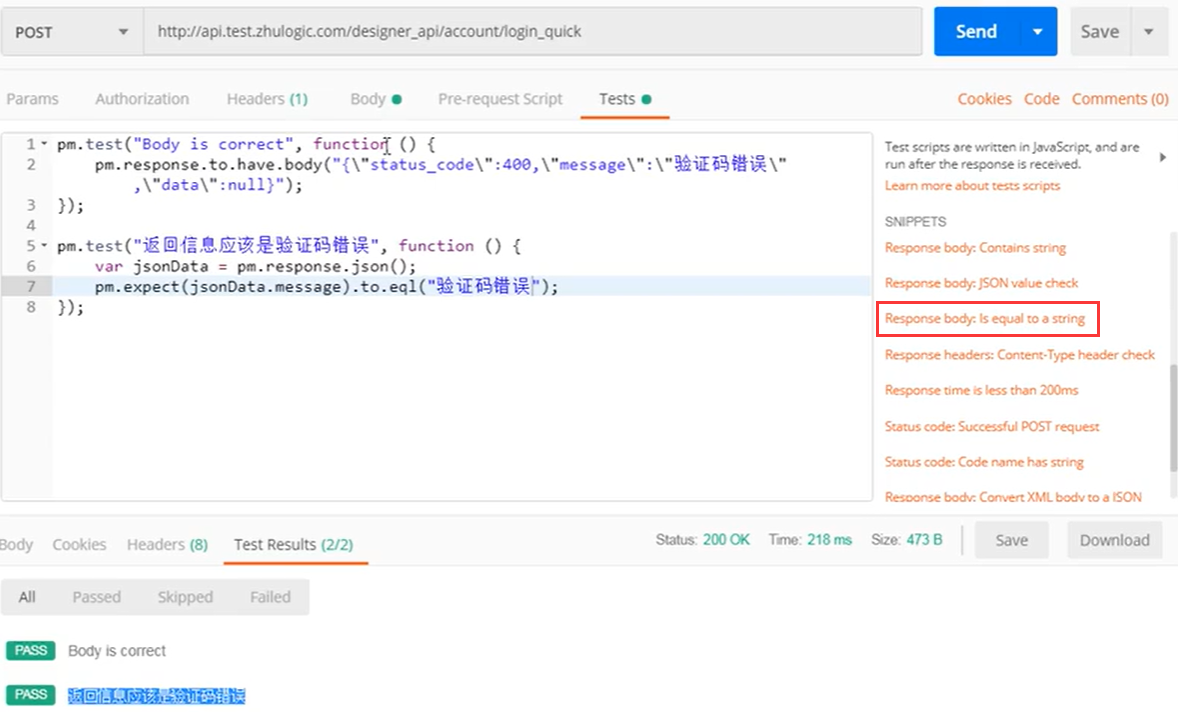 POST
http://api.test.zhulogic.com/designer_api/account/login_quick
Send
Save
Params
Authorization
Headers (1)
Body
Pre-request Script
Tests
Cookies
Code
Comments (0)
1 pm.test("Body is correct", function () {
2 pm.response.to.have.body("{\"status_code\":400,\"message\":\"验证码错误\"
,\"data\":null}");
3 });
4
5 pm.test("返回信息应该是验证码错误", function () {
6 var jsonData = pm.response.json();
7 pm.expect(jsonData.message).to.eql("验证码错误");
8 });
Test scripts are written in JavaScript, and are
run after the response is received.
Learn more about tests scripts
SNIPPETS
Response body: Contains string
Response body: JSON value check
Response body: Is equal to a string
Response headers: Content-Type header check
Response time is less than 200ms
Status code: Successful POST request
Status code: Code name has string
Response body: Convert XML body to a JSON
Body
Cookies
Headers (8)
Test Results (2/2)
Status: 200 OK
Time: 218 ms
Size: 473 B
Save
Download
All
Passed
Skipped
Failed
PASS Body is correct
PASS 返回信息应该是验证码错误